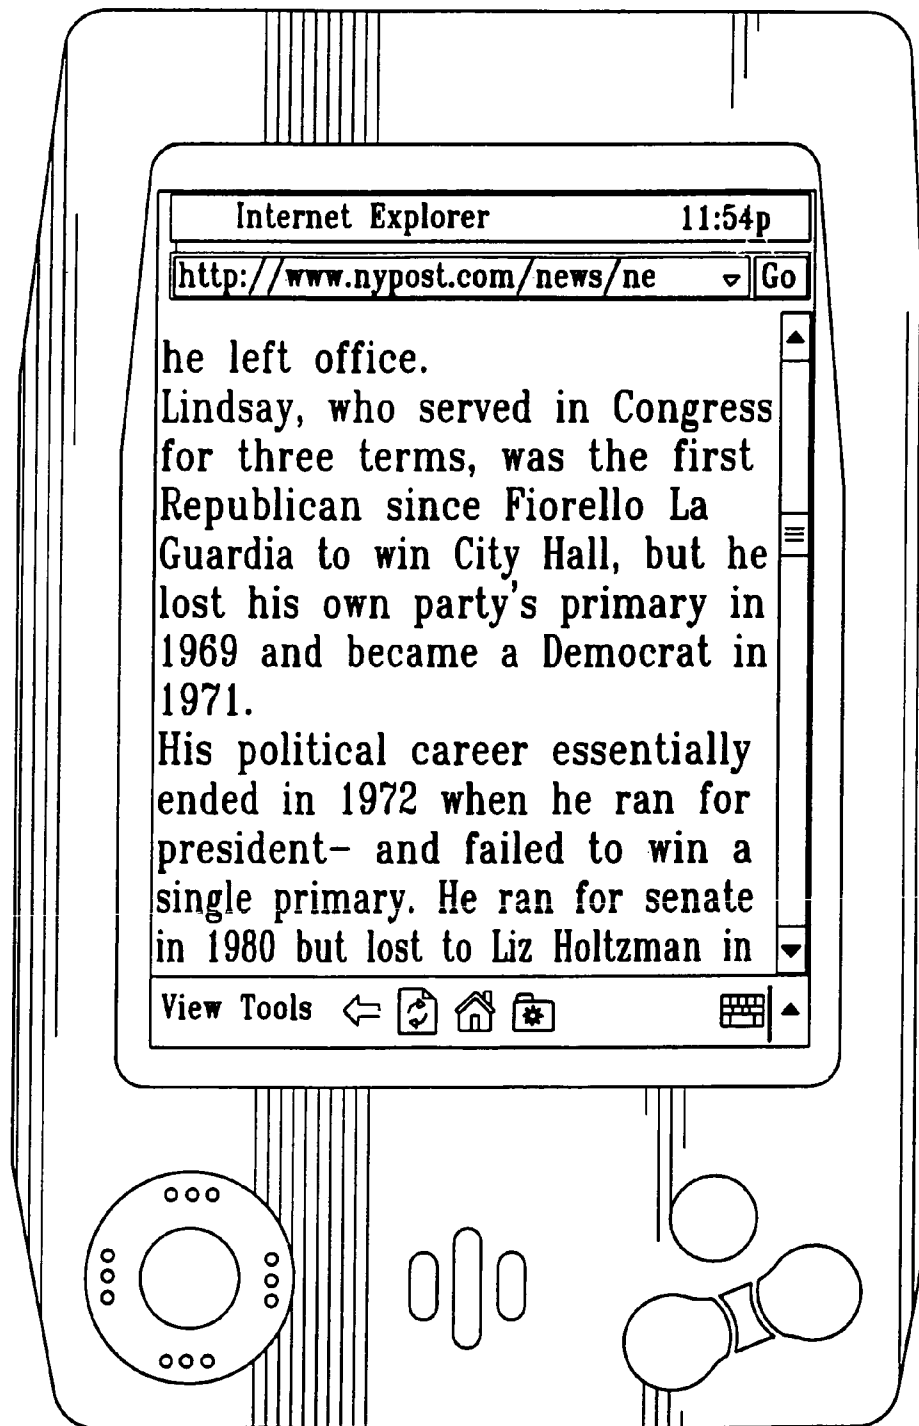 Internet Explorer 11:54p
http://www.nypost.com/news/ne Go
he left office.
Lindsay, who served in Congress
for three terms, was the first
Republican since Fiorello La
Guardia to win City Hall, but he
lost his own party's primary in
1969 and became a Democrat in
1971.
His political career essentially
ended in 1972 when he ran for
president– and failed to win a
single primary. He ran for senate
in 1980 but lost to Liz Holtzman in
View Tools